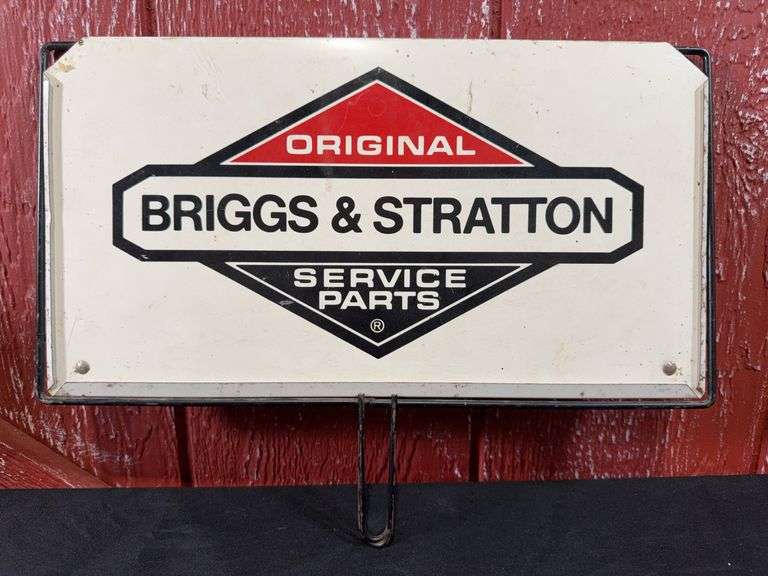 ORIGINAL
BRIGGS & STRATTON
SERVICE
PARTS
®